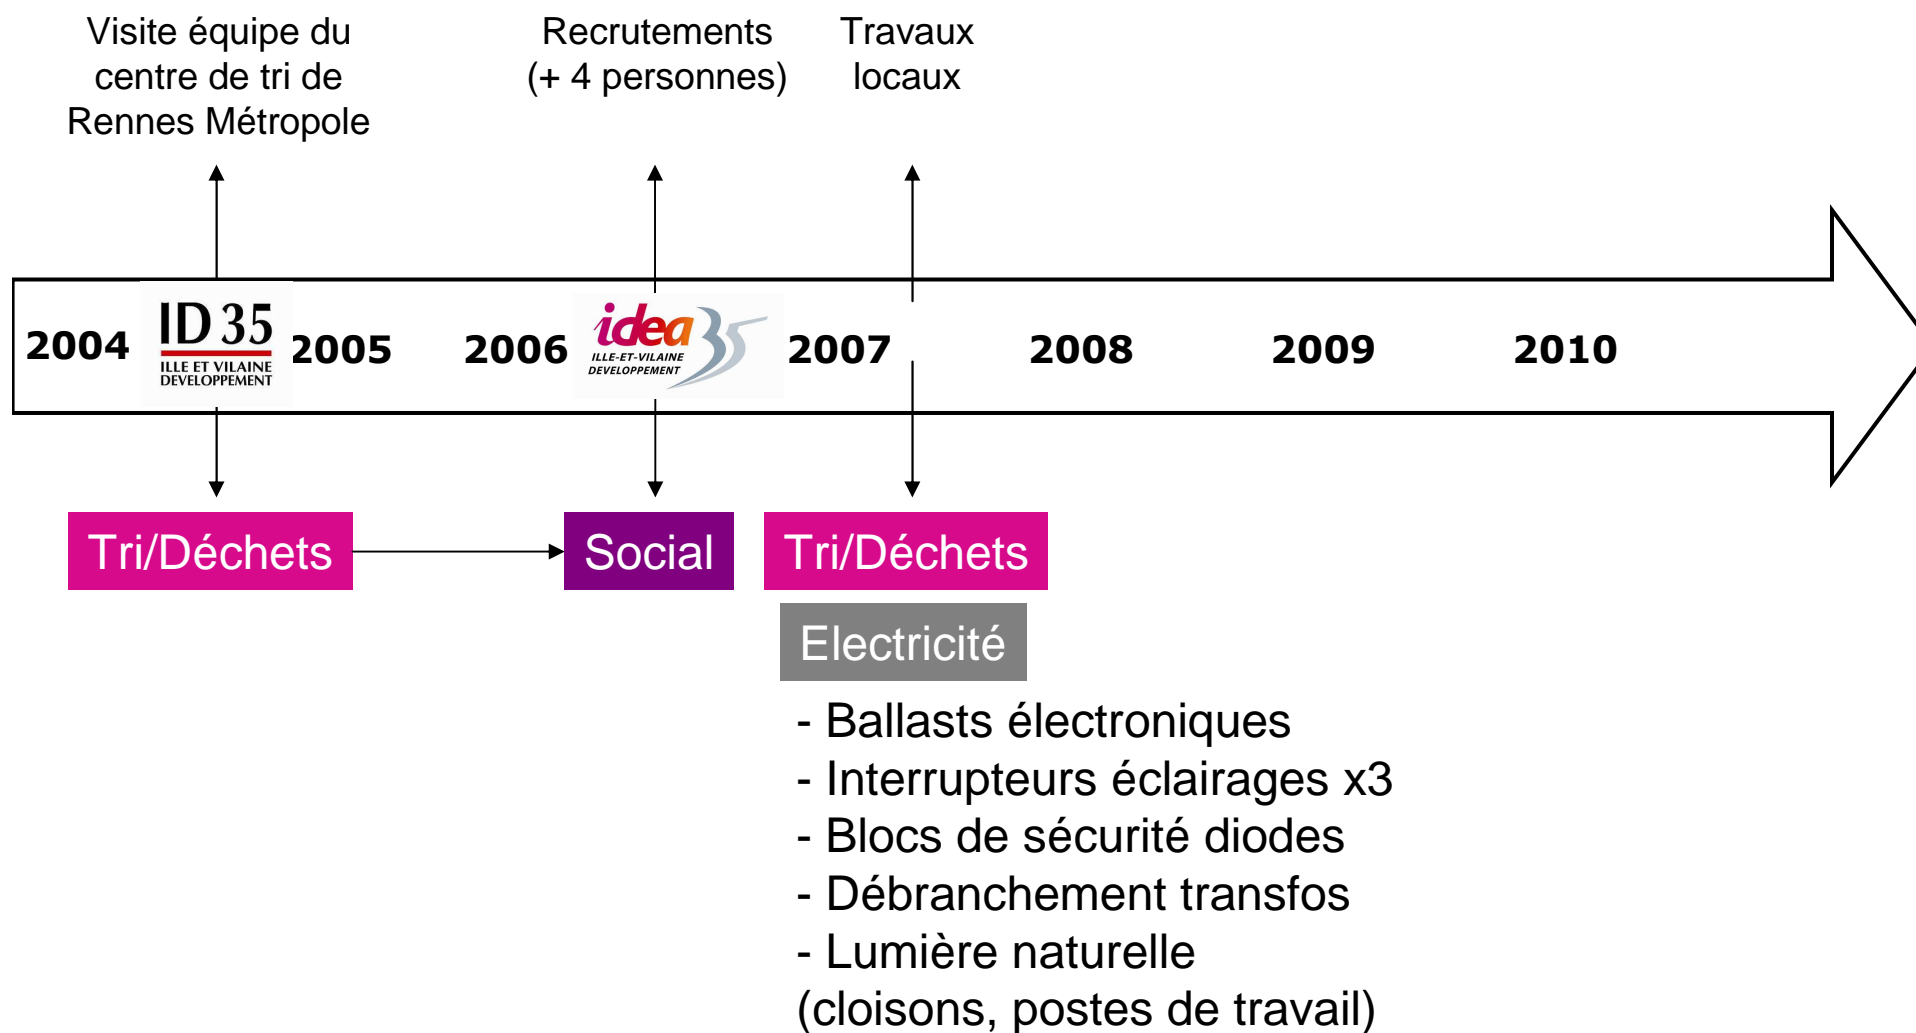 Visite équipe du
centre de tri de
Rennes Métropole
Recrutements
(+ 4 personnes)
Travaux
locaux
2004
ID 35
ILLE ET VILAINE
DEVELOPPEMENT
2005
2006
idea35
ILLE-ET-VILAINE
DEVELOPPEMENT
2007
2008
2009
2010
Tri/Déchets
Social
Tri/Déchets
Electricité
- Ballasts électroniques
- Interrupteurs éclairages x3
- Blocs de sécurité diodes
- Débranchement transfos
- Lumière naturelle
(cloisons, postes de travail)